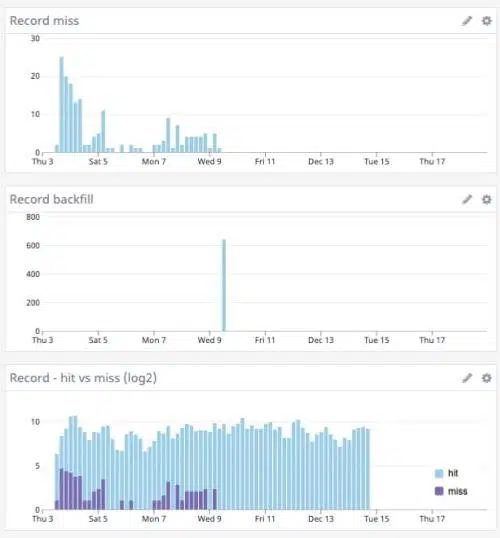 Record miss
30
20
10
0
Thu 3 Sat 5 Mon 7 Wed 9 Fri 11 Dec 13 Tue 15 Thu 17
Record backfill
800
600
400
200
0
Thu 3 Sat 5 Mon 7 Wed 9 Fri 11 Dec 13 Tue 15 Thu 17
Record - hit vs miss (log2)
10
5
0
hit
miss
Thu 3 Sat 5 Mon 7 Wed 9 Fri 11 Dec 13 Tue 15 Thu 17